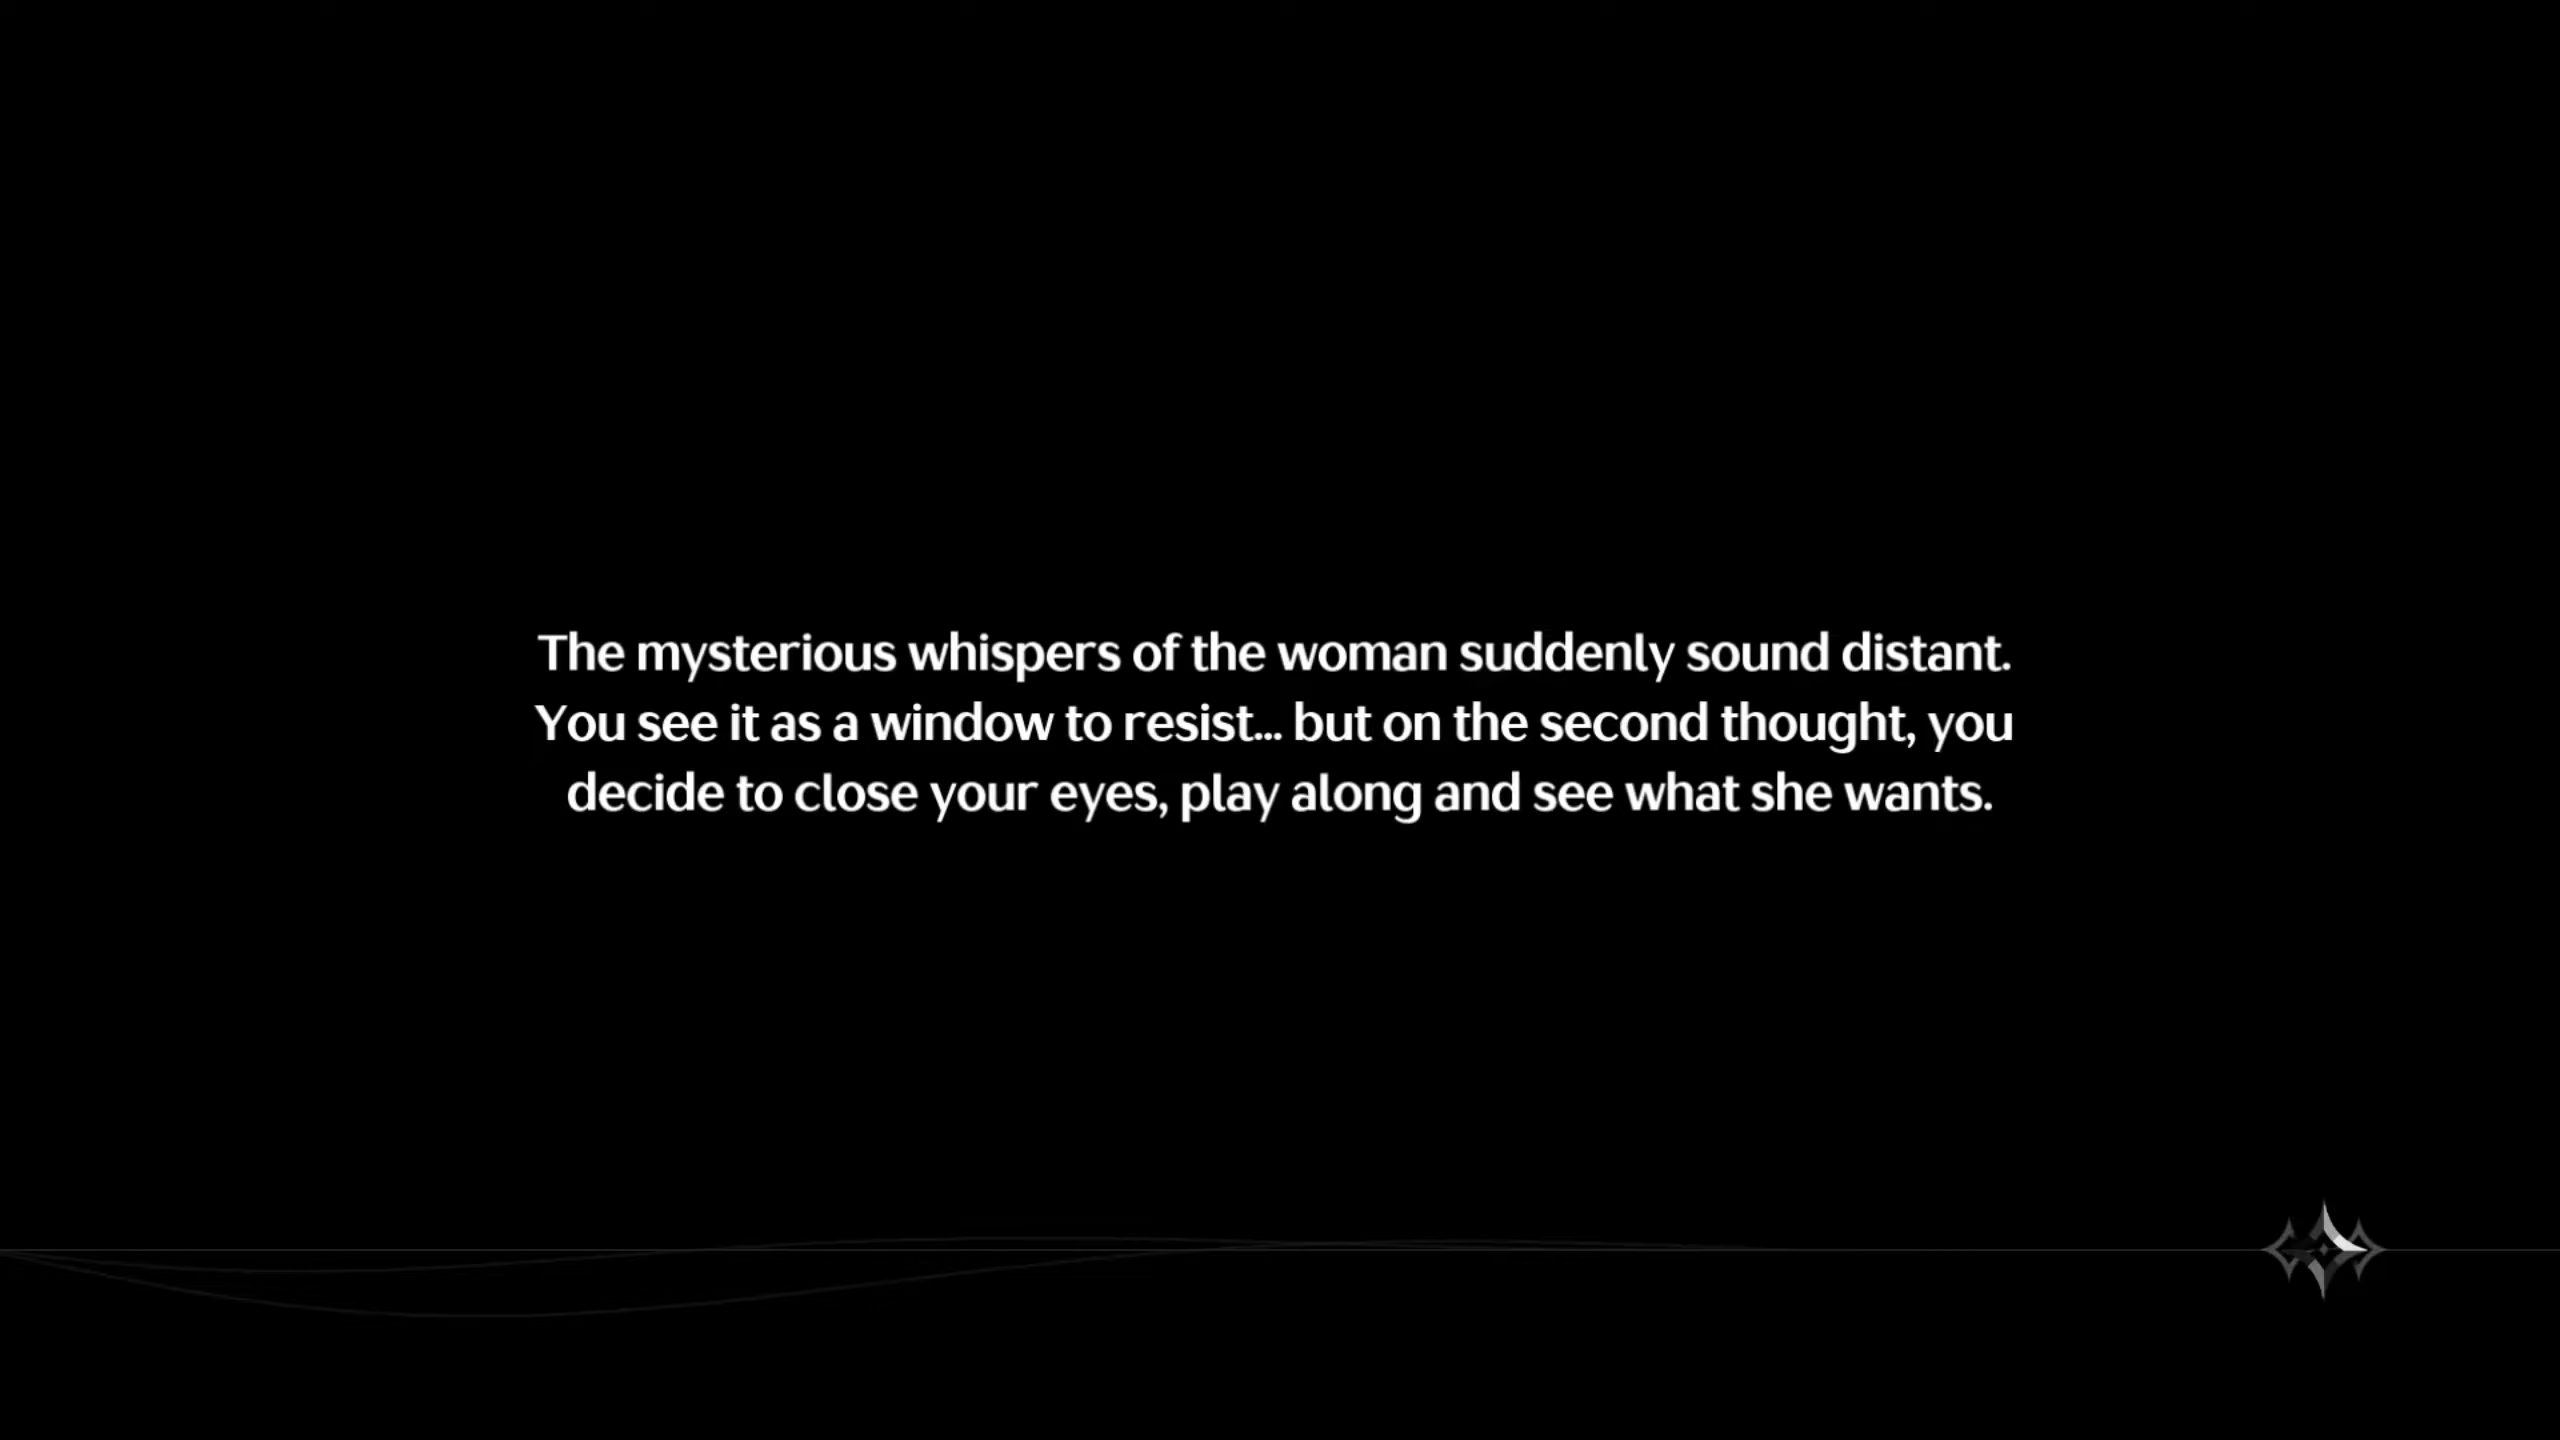 The mysterious whispers of the woman suddenly sound distant.
You see it as a window to resist... but on the second thought, you
decide to close your eyes, play along and see what she wants.